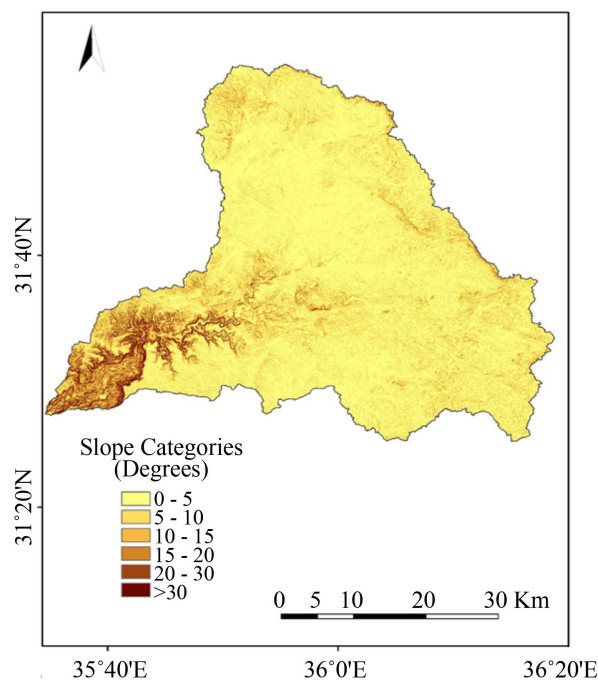 31°40'N
Slope Categories
(Degrees)
0 - 5
5 - 10
10 - 15
15 - 20
20 - 30
>30
31°20'N
0 5 10 20 30 Km
35°40'E 36°0'E 36°20'E